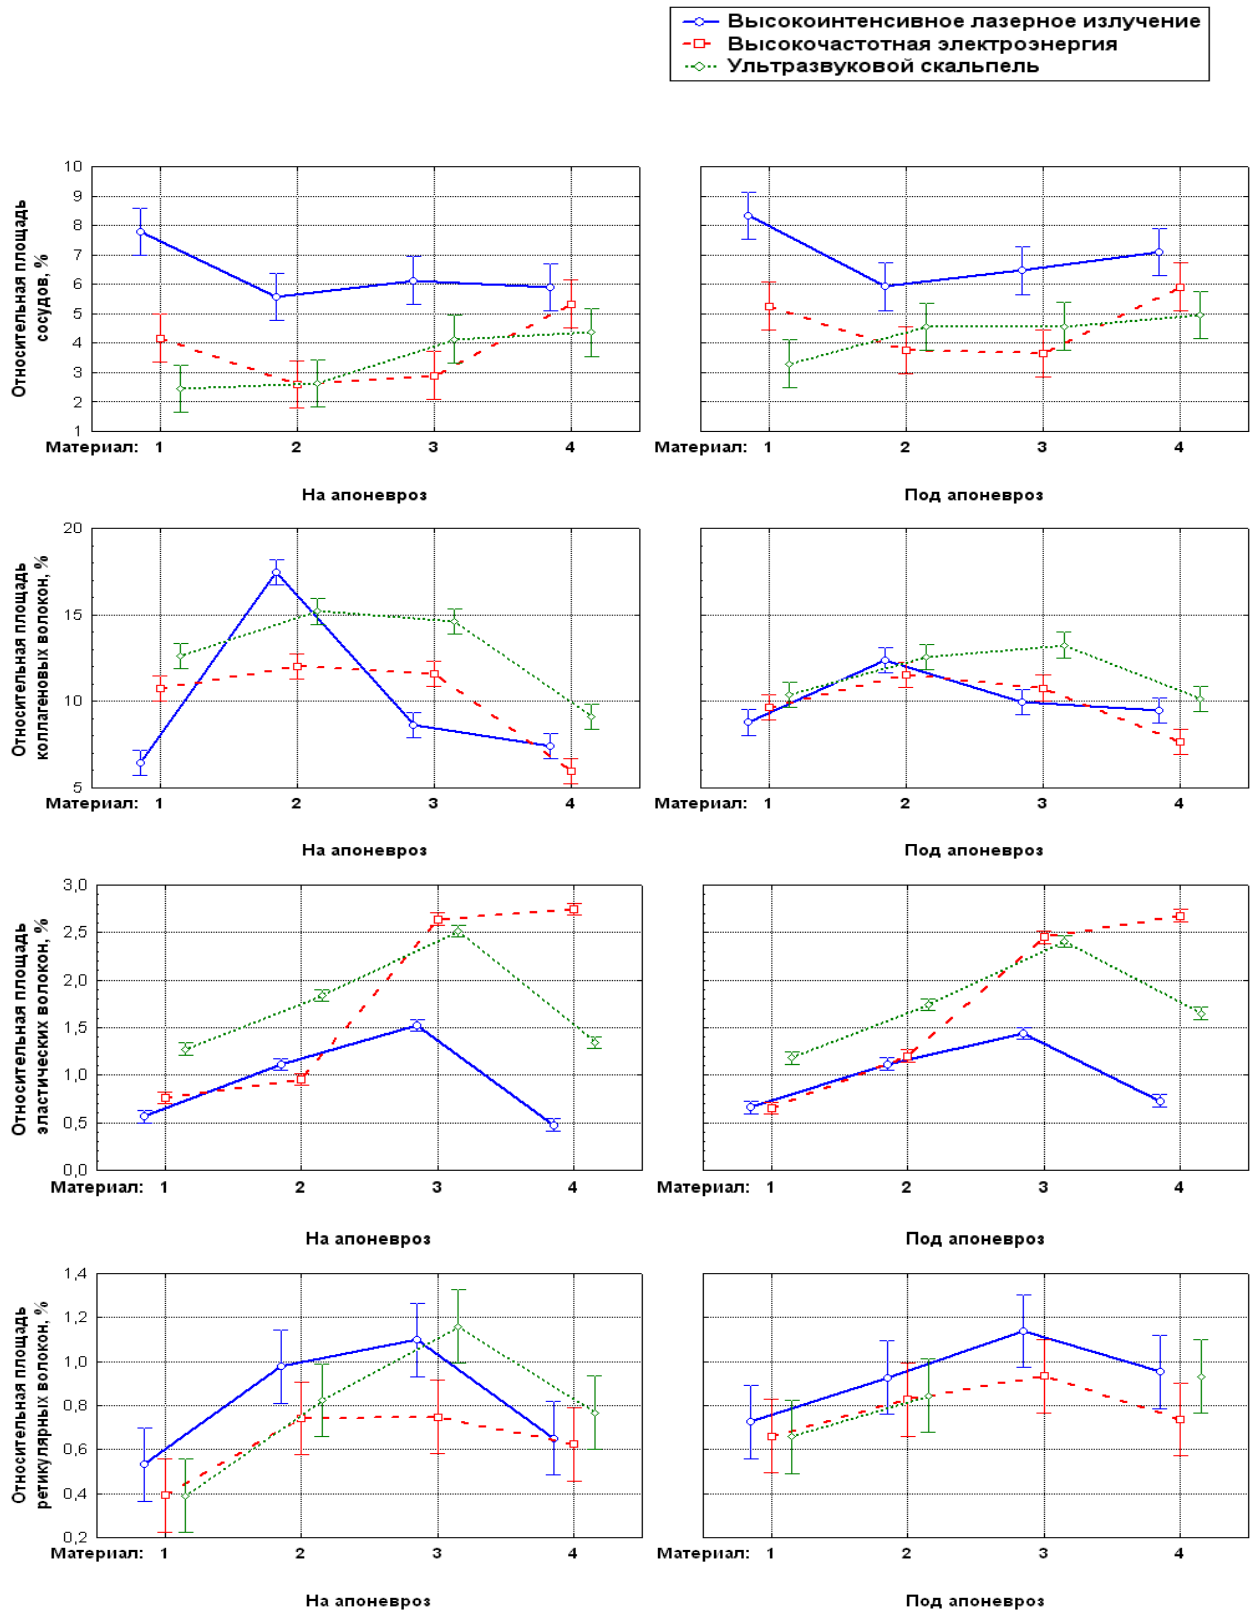 Высокоинтенсивное лазерное излучение
Высокочастотная электроэнергия
Ультразвуковой скальпель
Относительная площадь
сосудов, %
10
9
8
7
6
5
4
3
2
1
Материал: 1 2 3 4
На апоневроз
1 2 3 4
Под апоневроз
Относительная площадь
коллагеновых волокон, %
20
15
10
5
Материал: 1 2 3 4
На апоневроз
Материал: 1 2 3 4
Под апоневроз
Относительная площадь
эластических волокон, %
3,0
2,5
2,0
1,5
1,0
0,5
0,0
Материал: 1 2 3 4
На апоневроз
Материал: 1 2 3 4
Под апоневроз
Относительная площадь
ретикулярных волокон, %
1,4
1,2
1,0
0,8
0,6
0,4
0,2
Материал: 1 2 3 4
На апоневроз
Материал: 1 2 3 4
Под апоневроз